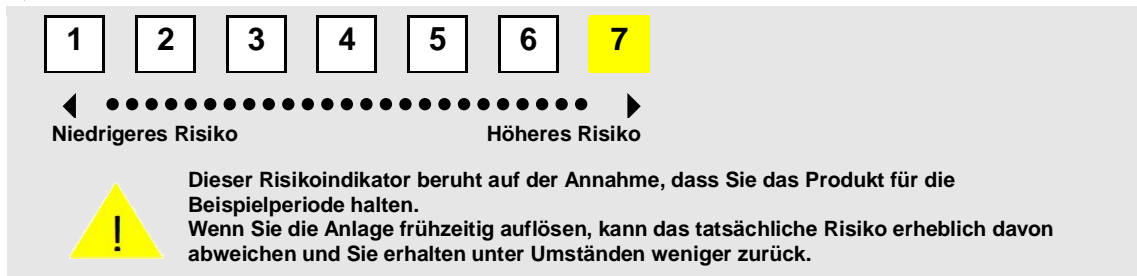 1 2 3 4 5 6 7
Niedrigeres Risiko Höheres Risiko
Dieser Risikoindikator beruht auf der Annahme, dass Sie das Produkt für die
Beispielperiode halten.
Wenn Sie die Anlage frühzeitig auflösen, kann das tatsächliche Risiko erheblich davon
abweichen und Sie erhalten unter Umständen weniger zurück.
!